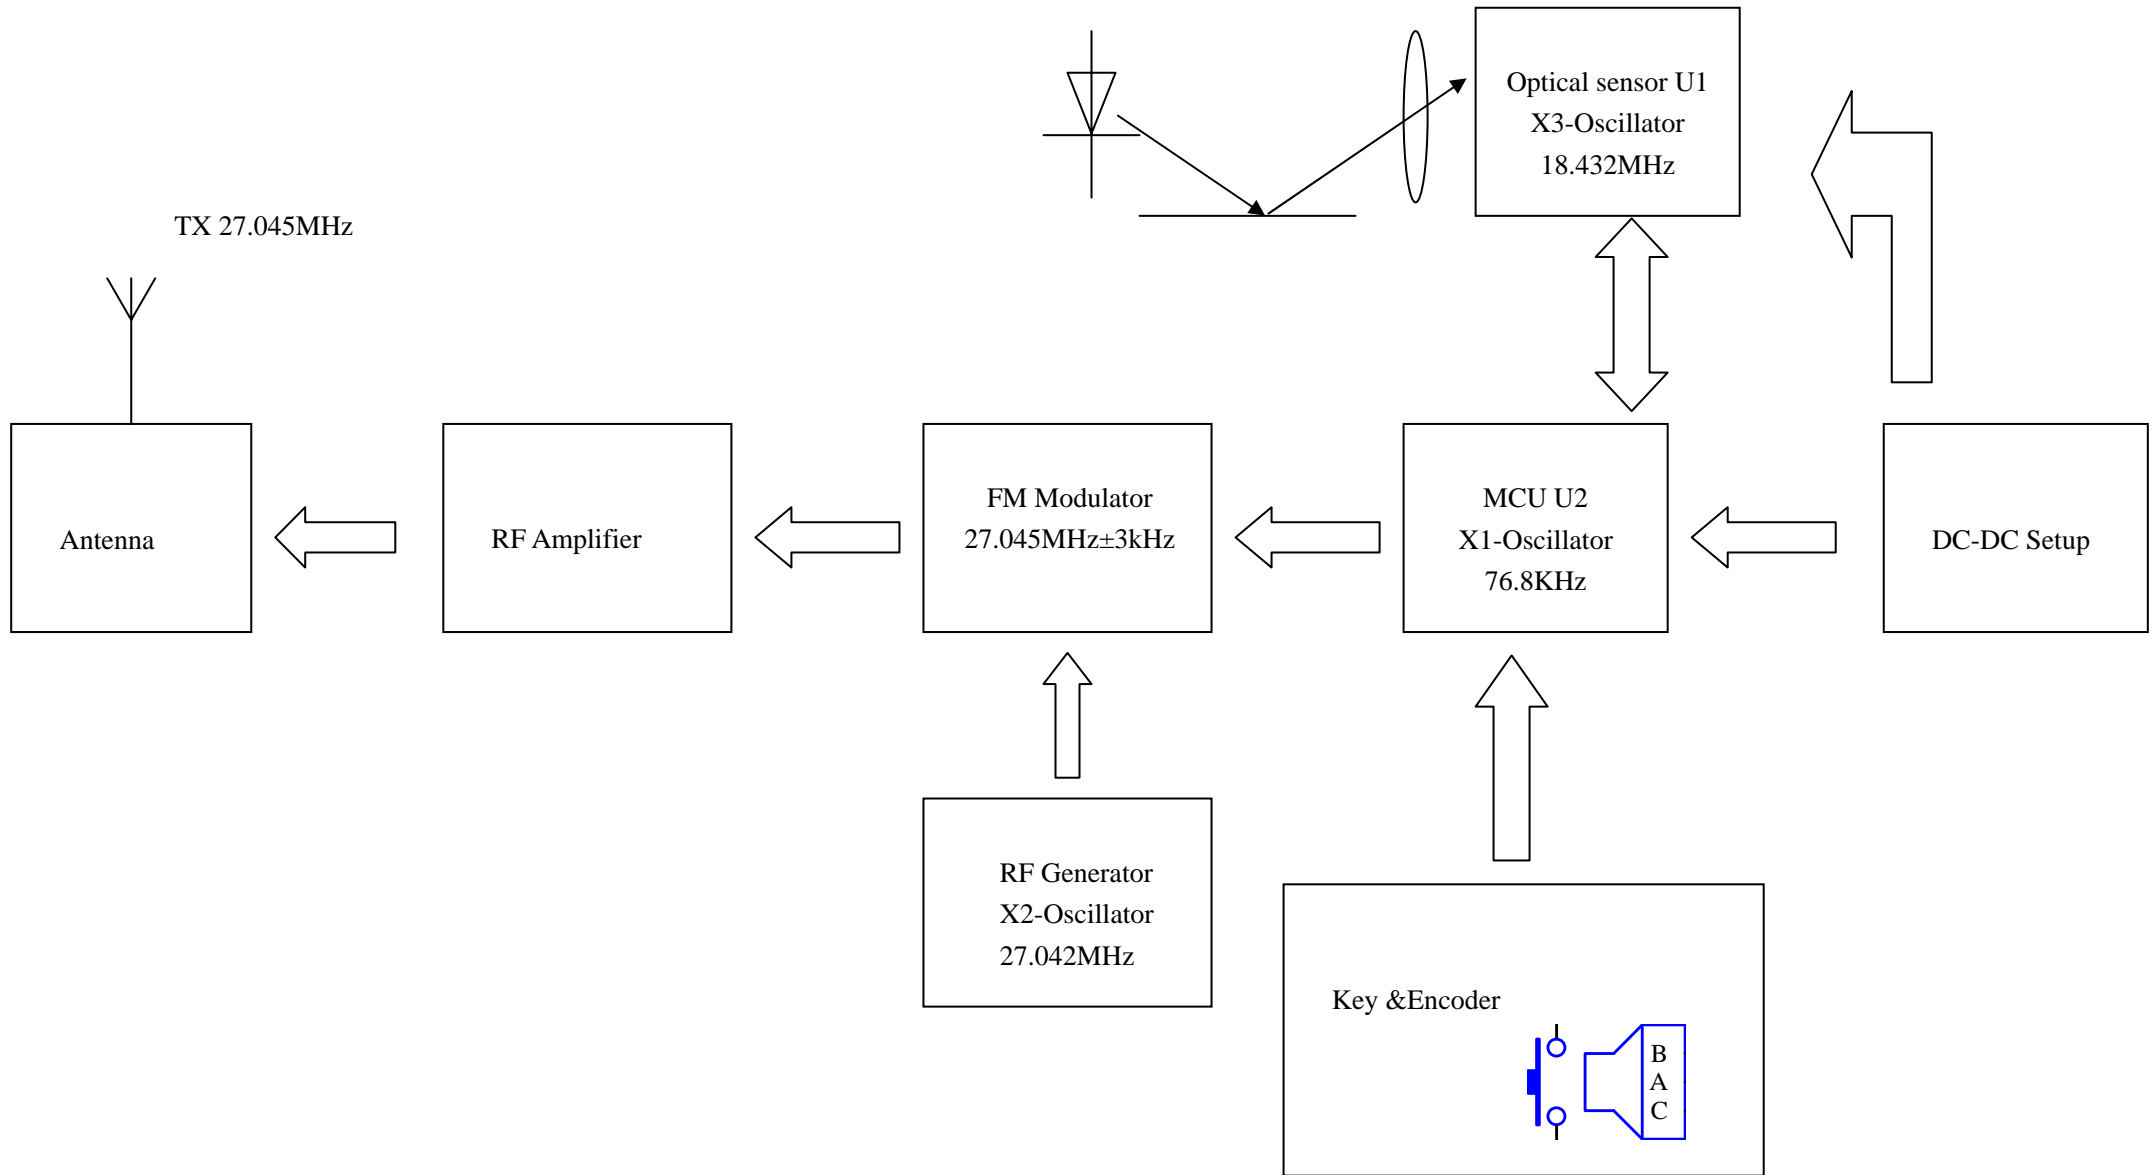 Optical sensor U1
X3-Oscillator
18.432MHz
TX 27.045MHz
Antenna
RF Amplifier
FM Modulator
27.045MHz±3kHz
MCU U2
X1-Oscillator
76.8KHz
DC-DC Setup
RF Generator
X2-Oscillator
27.042MHz
Key &Encoder
B
A
C